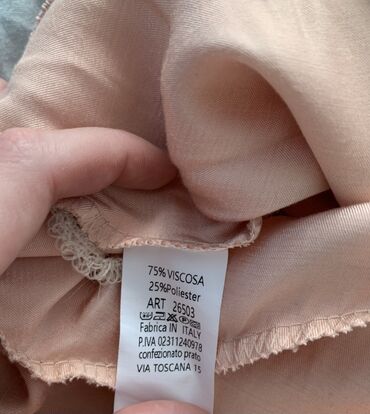 75% VISCOSA
25%Poliester
ART 26503
Fabrica IN ITALY
P.IVA 02311240978
confezionato prato
VIA TOSCANA 15